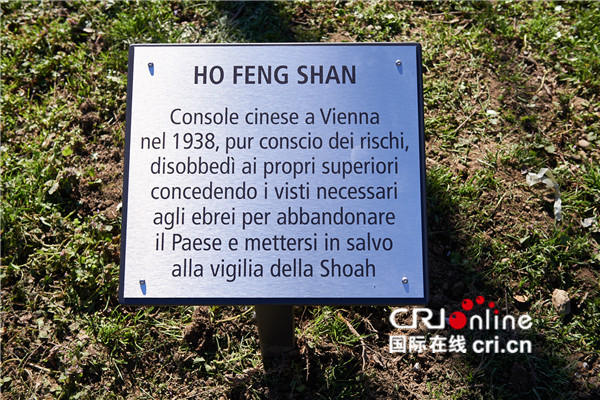 HO FENG SHAN
Console cinese a Vienna
nel 1938, pur conscio dei rischi,
disobbedì ai propri superiori
concedendo i visti necessari
agli ebrei per abbandonare
il Paese e mettersi in salvo
alla vigilia della Shoah
CRIonline
国际在线 cri.cn